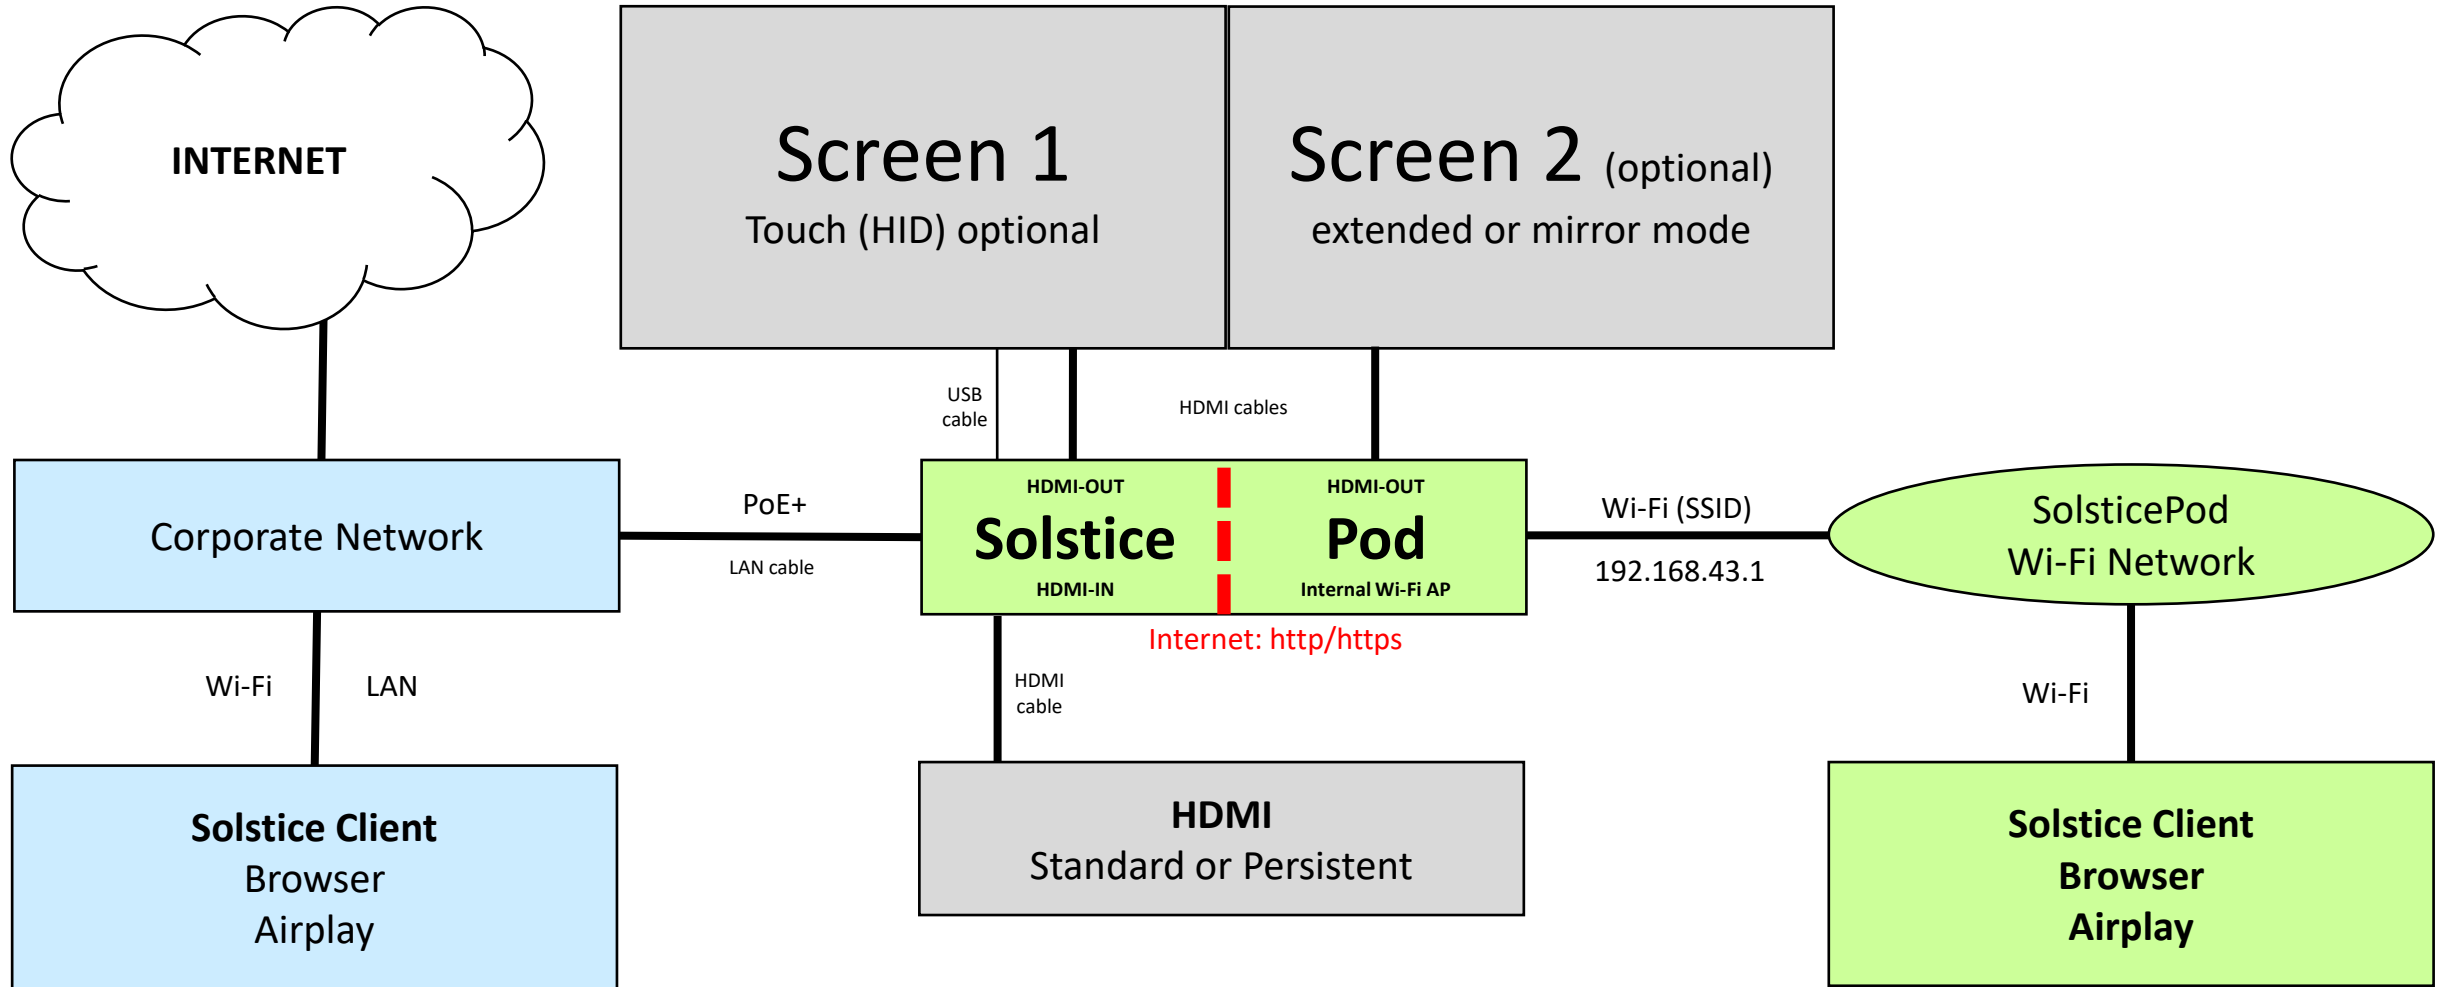 INTERNET
Screen 1
Touch (HID) optional
Screen 2 (optional)
extended or mirror mode
USB
cable
HDMI cables
Corporate Network
PoE+
LAN cable
HDMI-OUT
HDMI-OUT
Solstice Pod
HDMI-IN
Internal Wi-Fi AP
Internet: http/https
Wi-Fi (SSID)
192.168.43.1
SolsticePod
Wi-Fi Network
Wi-Fi
LAN
HDMI
cable
Wi-Fi
Solstice Client
Browser
Airplay
HDMI
Standard or Persistent
Solstice Client
Browser
Airplay